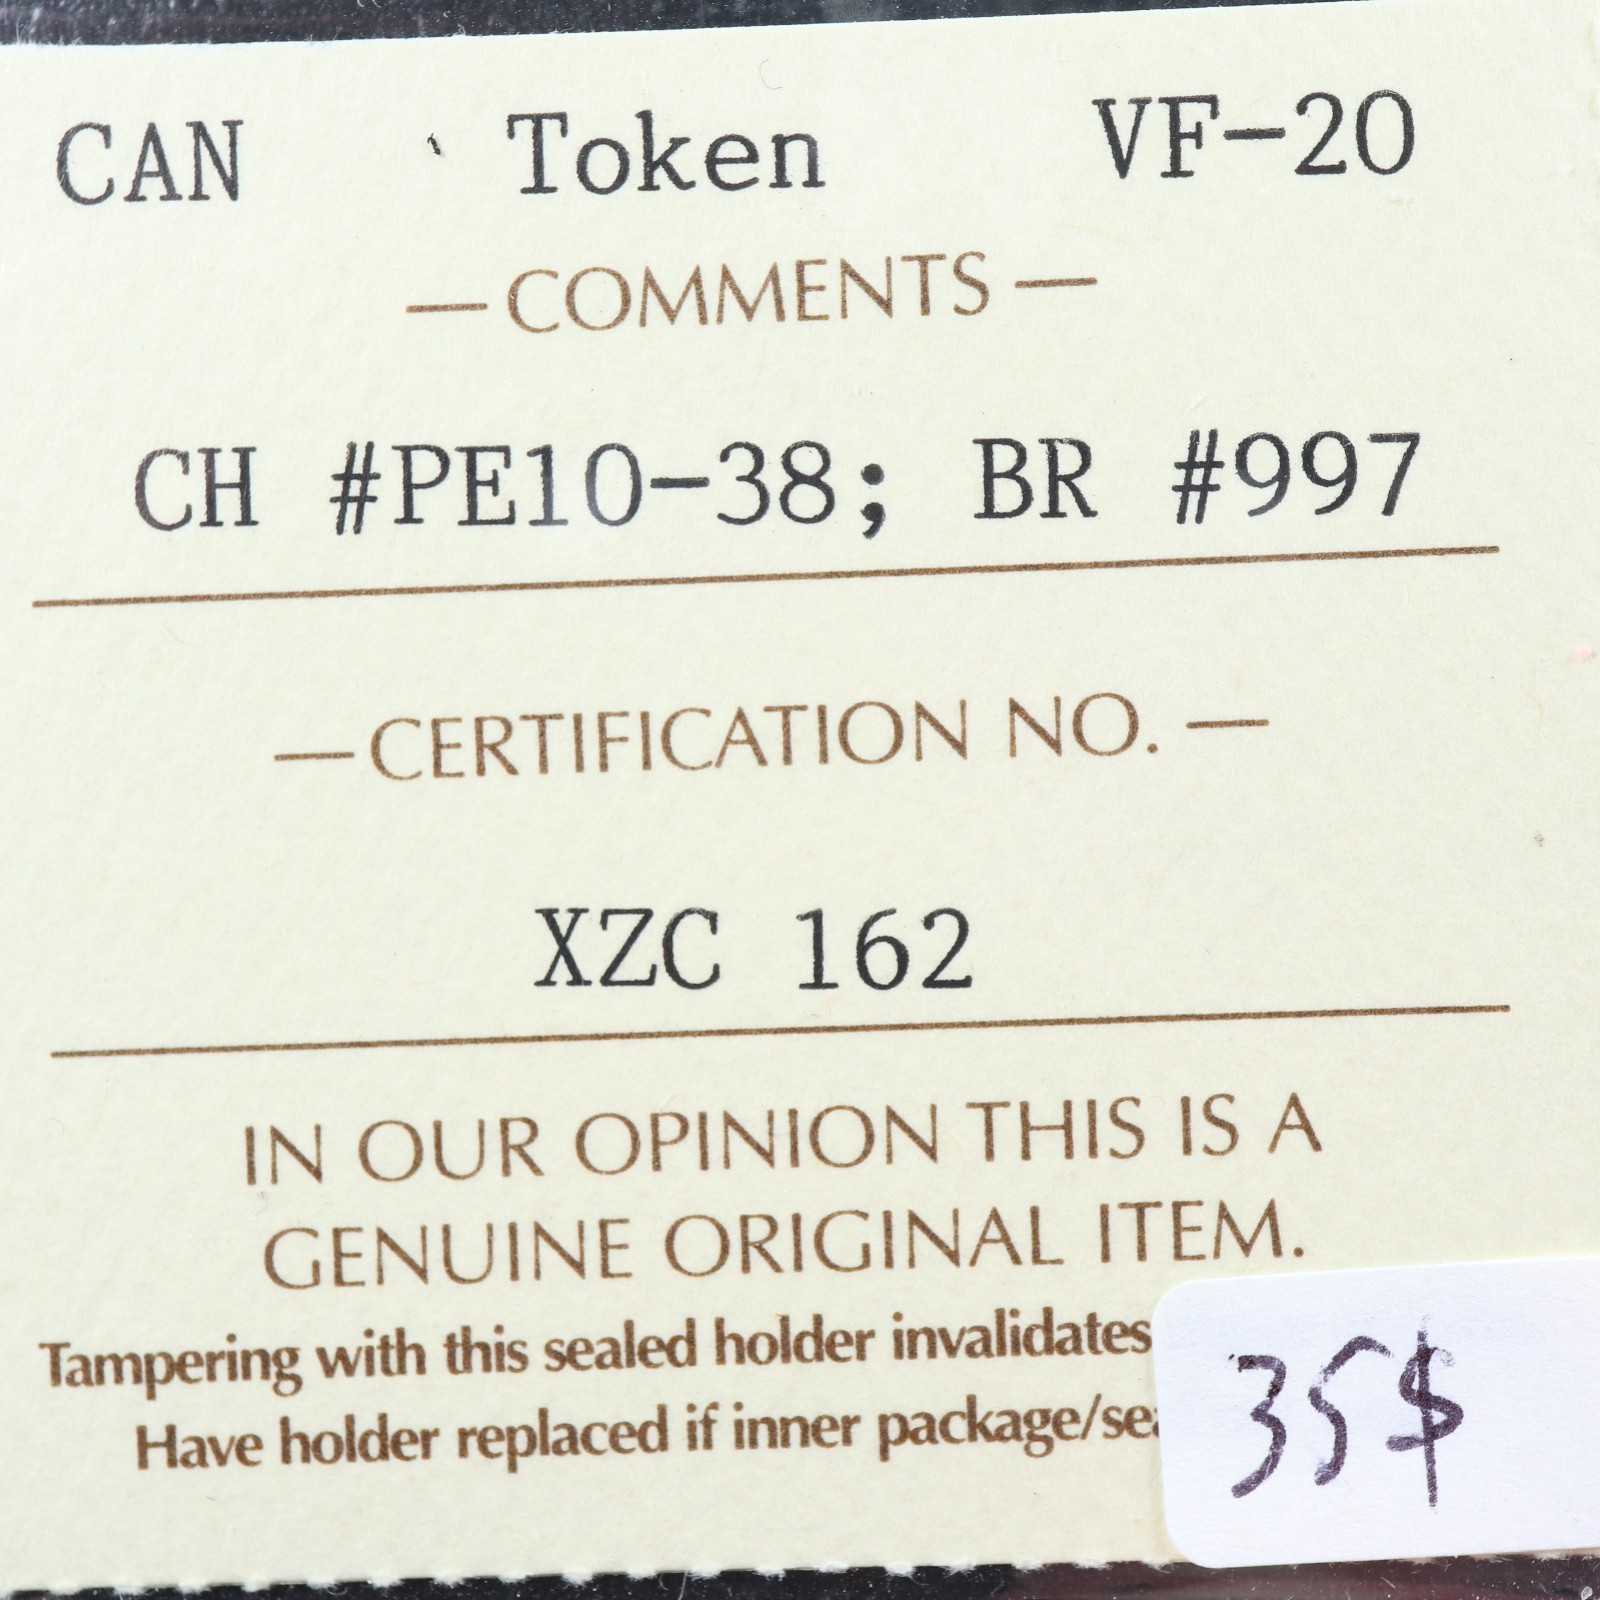 CAN Token VF-20
— COMMENTS —
CH #PE10-38; BR #997
— CERTIFICATION NO. —
XZC 162
IN OUR OPINION THIS IS A
GENUINE ORIGINAL ITEM.
Tampering with this sealed holder invalidates
Have holder replaced if inner package/
35$